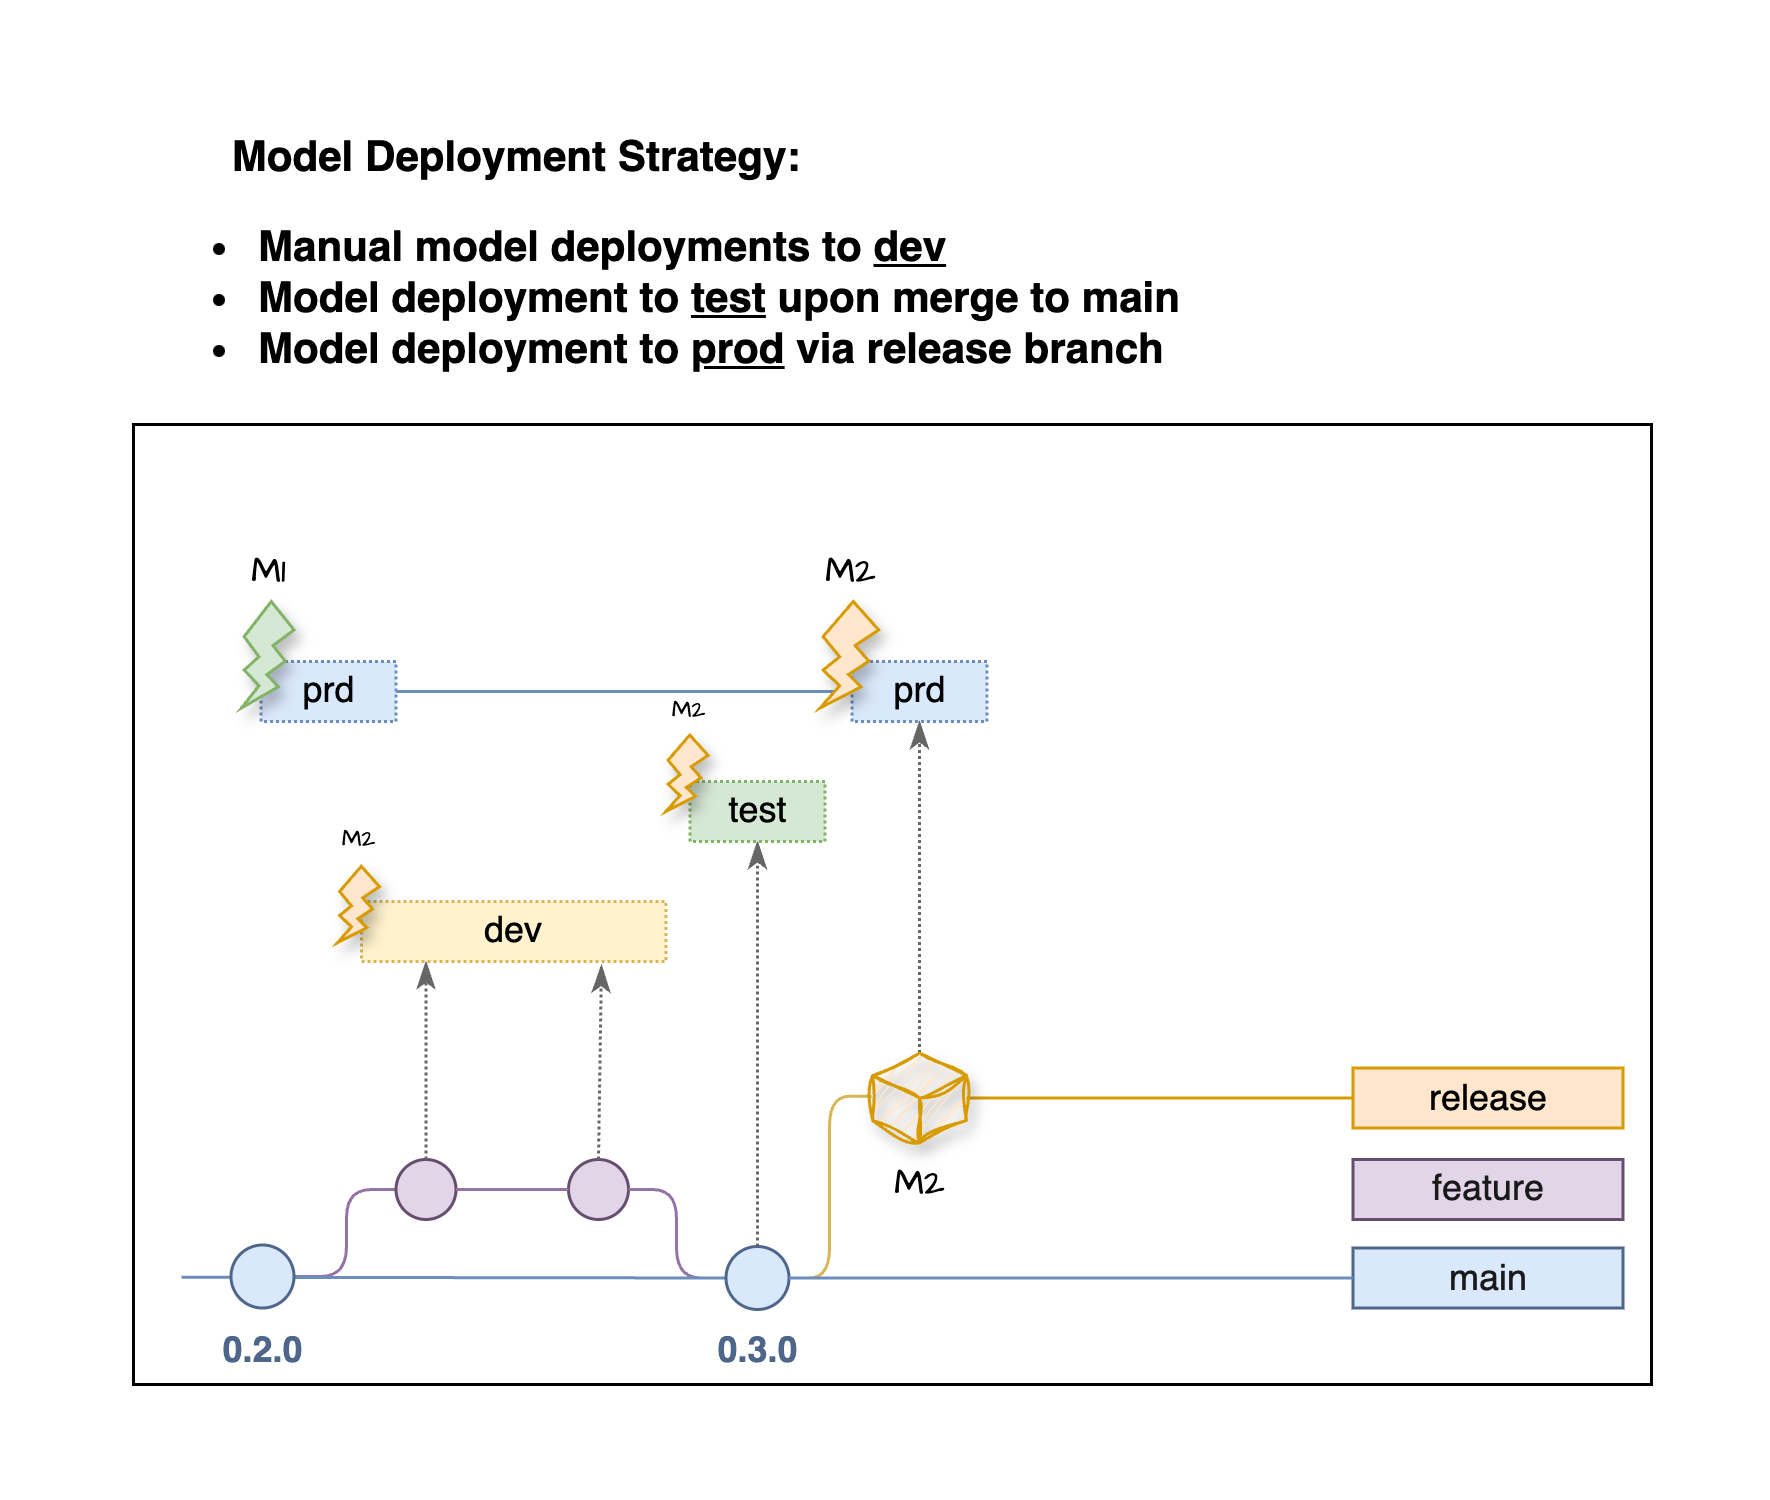 Model Deployment Strategy:
• Manual model deployments to dev
• Model deployment to test upon merge to main
• Model deployment to prod via release branch
M1
M2
prd
prd
M2
test
M2
dev
release
M2
feature
main
0.2.0
0.3.0